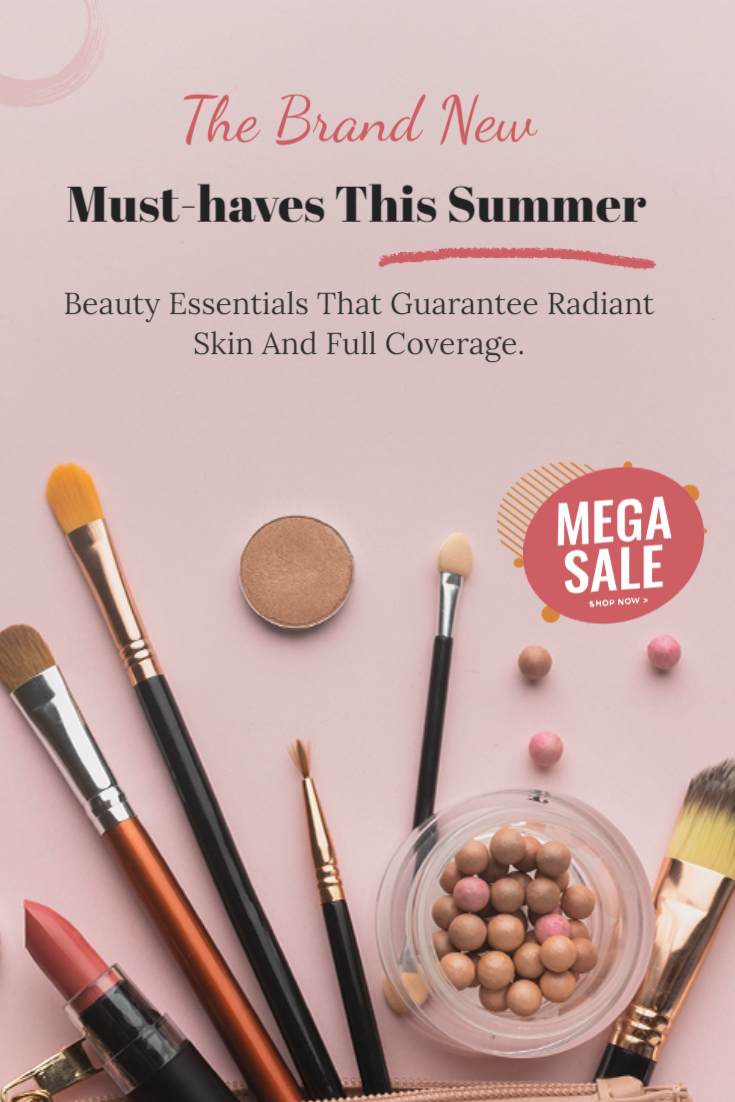 The Brand New
Must-haves This Summer
Beauty Essentials That Guarantee Radiant
Skin And Full Coverage.
MEGA
SALE
SHOP NOW >